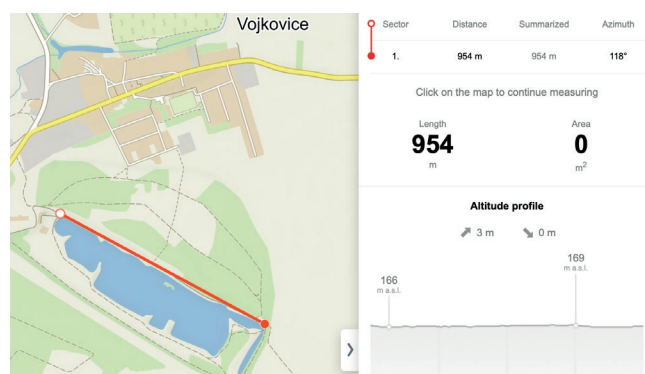 Vojkovice
Sector Distance Summarized Azimuth
1. 954 m 954 m 118°
Click on the map to continue measuring
Length Area
954 0
m m²
Altitude profile
3 m 0 m
169
m a.s.l.
166
m a.s.l.